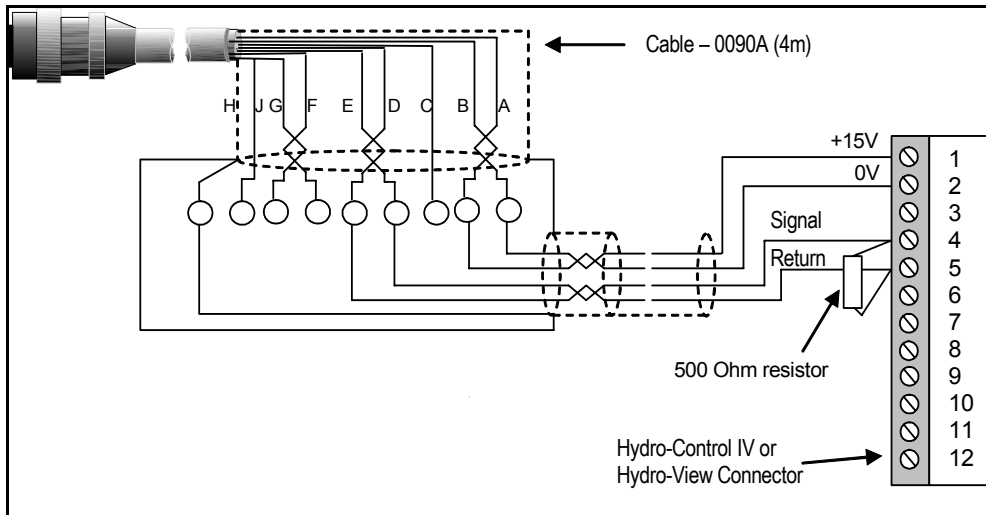 Cable – 0090A (4m)
H J G F E D C B A
+15V
0V
Signal
Return
1
2
3
4
5
6
7
8
9
10
11
12
500 Ohm resistor
Hydro-Control IV or
Hydro-View Connector